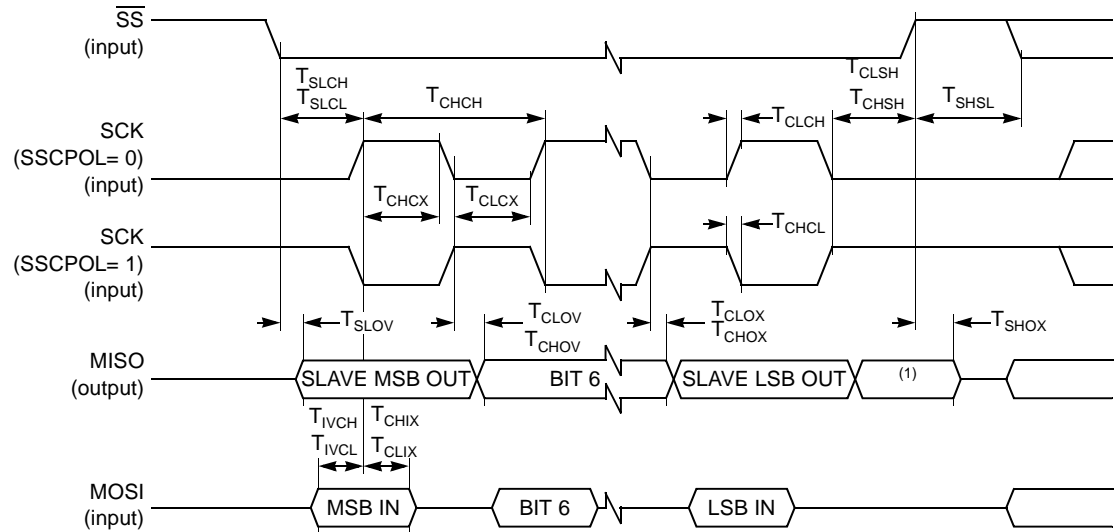 SS
(input)
TSLCH
TSLCL
TCHCH
TCLCH
TCLSH
TCHSH
TSHSL
SCK
(SSCPOL= 0)
(input)
TCHCX
TCLCX
TCHCL
SCK
(SSCPOL= 1)
(input)
TSLOV
TCLOV
TCHOV
TCLOX
TCHOX
TSHOX
MISO
(output)
SLAVE MSB OUT
BIT 6
SLAVE LSB OUT
(1)
TIVCH
TIVCL
TCHIX
TCLIX
MOSI
(input)
MSB IN
BIT 6
LSB IN